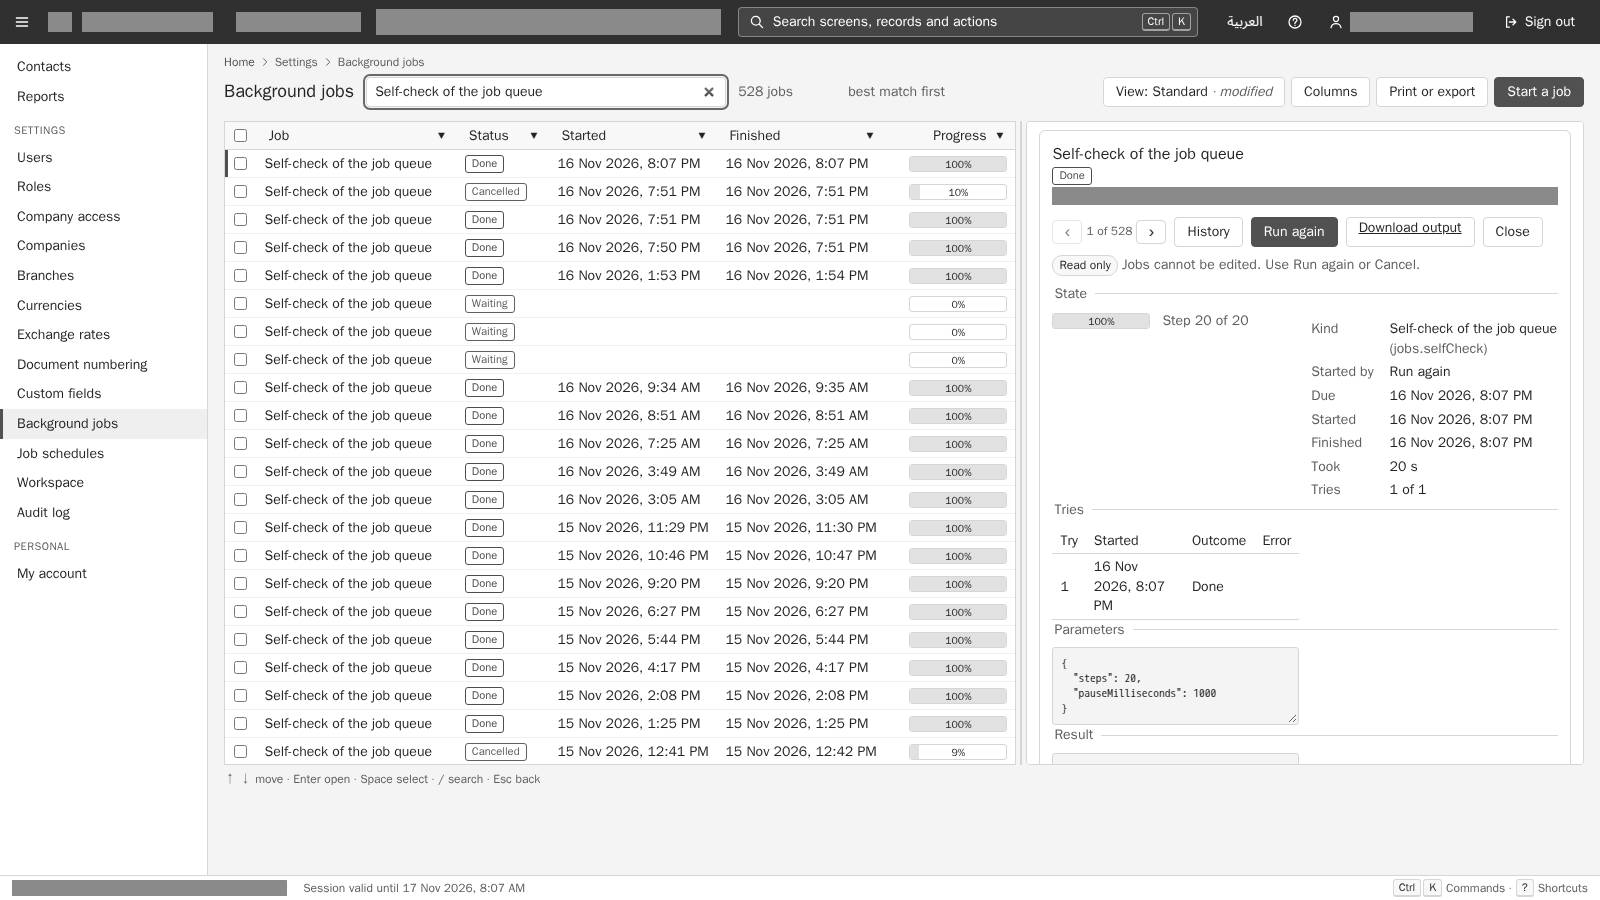 Search screens, records and actions Ctrl K العربية Sign out
Contacts
Reports
SETTINGS
Users
Roles
Company access
Companies
Branches
Currencies
Exchange rates
Document numbering
Custom fields
Background jobs
Job schedules
Workspace
Audit log
PERSONAL
My account
Home > Settings > Background jobs
Background jobs Self-check of the job queue 528 jobs best match first View: Standard · modified Columns Print or export Start a job
Job Status Started Finished Progress
Self-check of the job queue Done 16 Nov 2026, 8:07 PM 16 Nov 2026, 8:07 PM 100%
Self-check of the job queue Cancelled 16 Nov 2026, 7:51 PM 16 Nov 2026, 7:51 PM 10%
Self-check of the job queue Done 16 Nov 2026, 7:51 PM 16 Nov 2026, 7:51 PM 100%
Self-check of the job queue Done 16 Nov 2026, 7:50 PM 16 Nov 2026, 7:51 PM 100%
Self-check of the job queue Done 16 Nov 2026, 1:53 PM 16 Nov 2026, 1:54 PM 100%
Self-check of the job queue Waiting 0%
Self-check of the job queue Waiting 0%
Self-check of the job queue Waiting 0%
Self-check of the job queue Done 16 Nov 2026, 9:34 AM 16 Nov 2026, 9:35 AM 100%
Self-check of the job queue Done 16 Nov 2026, 8:51 AM 16 Nov 2026, 8:51 AM 100%
Self-check of the job queue Done 16 Nov 2026, 7:25 AM 16 Nov 2026, 7:25 AM 100%
Self-check of the job queue Done 16 Nov 2026, 3:49 AM 16 Nov 2026, 3:49 AM 100%
Self-check of the job queue Done 16 Nov 2026, 3:05 AM 16 Nov 2026, 3:05 AM 100%
Self-check of the job queue Done 15 Nov 2026, 11:29 PM 15 Nov 2026, 11:30 PM 100%
Self-check of the job queue Done 15 Nov 2026, 10:46 PM 15 Nov 2026, 10:47 PM 100%
Self-check of the job queue Done 15 Nov 2026, 9:20 PM 15 Nov 2026, 9:20 PM 100%
Self-check of the job queue Done 15 Nov 2026, 6:27 PM 15 Nov 2026, 6:27 PM 100%
Self-check of the job queue Done 15 Nov 2026, 5:44 PM 15 Nov 2026, 5:44 PM 100%
Self-check of the job queue Done 15 Nov 2026, 4:17 PM 15 Nov 2026, 4:17 PM 100%
Self-check of the job queue Done 15 Nov 2026, 2:08 PM 15 Nov 2026, 2:08 PM 100%
Self-check of the job queue Done 15 Nov 2026, 1:25 PM 15 Nov 2026, 1:25 PM 100%
Self-check of the job queue Cancelled 15 Nov 2026, 12:41 PM 15 Nov 2026, 12:42 PM 9%
↑ ↓ move · Enter open · Space select · / search · Esc back
Self-check of the job queue
Done
‹ 1 of 528 › History Run again Download output Close
Read only Jobs cannot be edited. Use Run again or Cancel.
State
100% Step 20 of 20
Kind Self-check of the job queue
(jobs.selfCheck)
Started by Run again
Due 16 Nov 2026, 8:07 PM
Started 16 Nov 2026, 8:07 PM
Finished 16 Nov 2026, 8:07 PM
Took 20 s
Tries 1 of 1
Tries
Try Started Outcome Error
1 16 Nov 2026, 8:07 PM Done
Parameters
{
"steps": 20,
"pauseMilliseconds": 1000
}
Result
Session valid until 17 Nov 2026, 8:07 AM Ctrl K Commands · ? Shortcuts